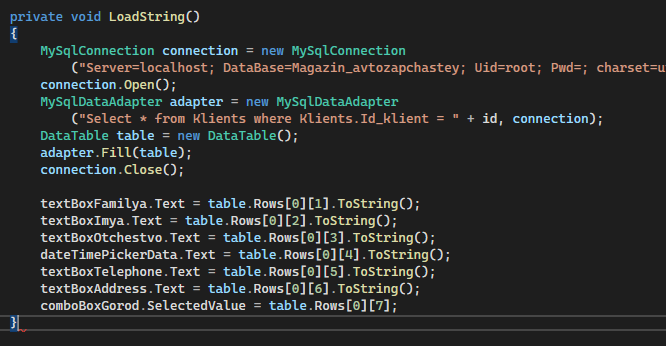 private void LoadString()
{
MySqlConnection connection = new MySqlConnection
("Server=localhost; DataBase=Magazin_avtozapchastey; Uid=root; Pwd=; charset=u
connection.Open();
MySqlDataAdapter adapter = new MySqlDataAdapter
("Select * from Klients where Klients.Id_klient = " + id, connection);
DataTable table = new DataTable();
adapter.Fill(table);
connection.Close();
textBoxFamilya.Text = table.Rows[0][1].ToString();
textBoxImya.Text = table.Rows[0][2].ToString();
textBoxOtchestvo.Text = table.Rows[0][3].ToString();
dateTimePickerData.Text = table.Rows[0][4].ToString();
textBoxTelephone.Text = table.Rows[0][5].ToString();
textBoxAddress.Text = table.Rows[0][6].ToString();
comboBoxGorod.SelectedValue = table.Rows[0][7];
}